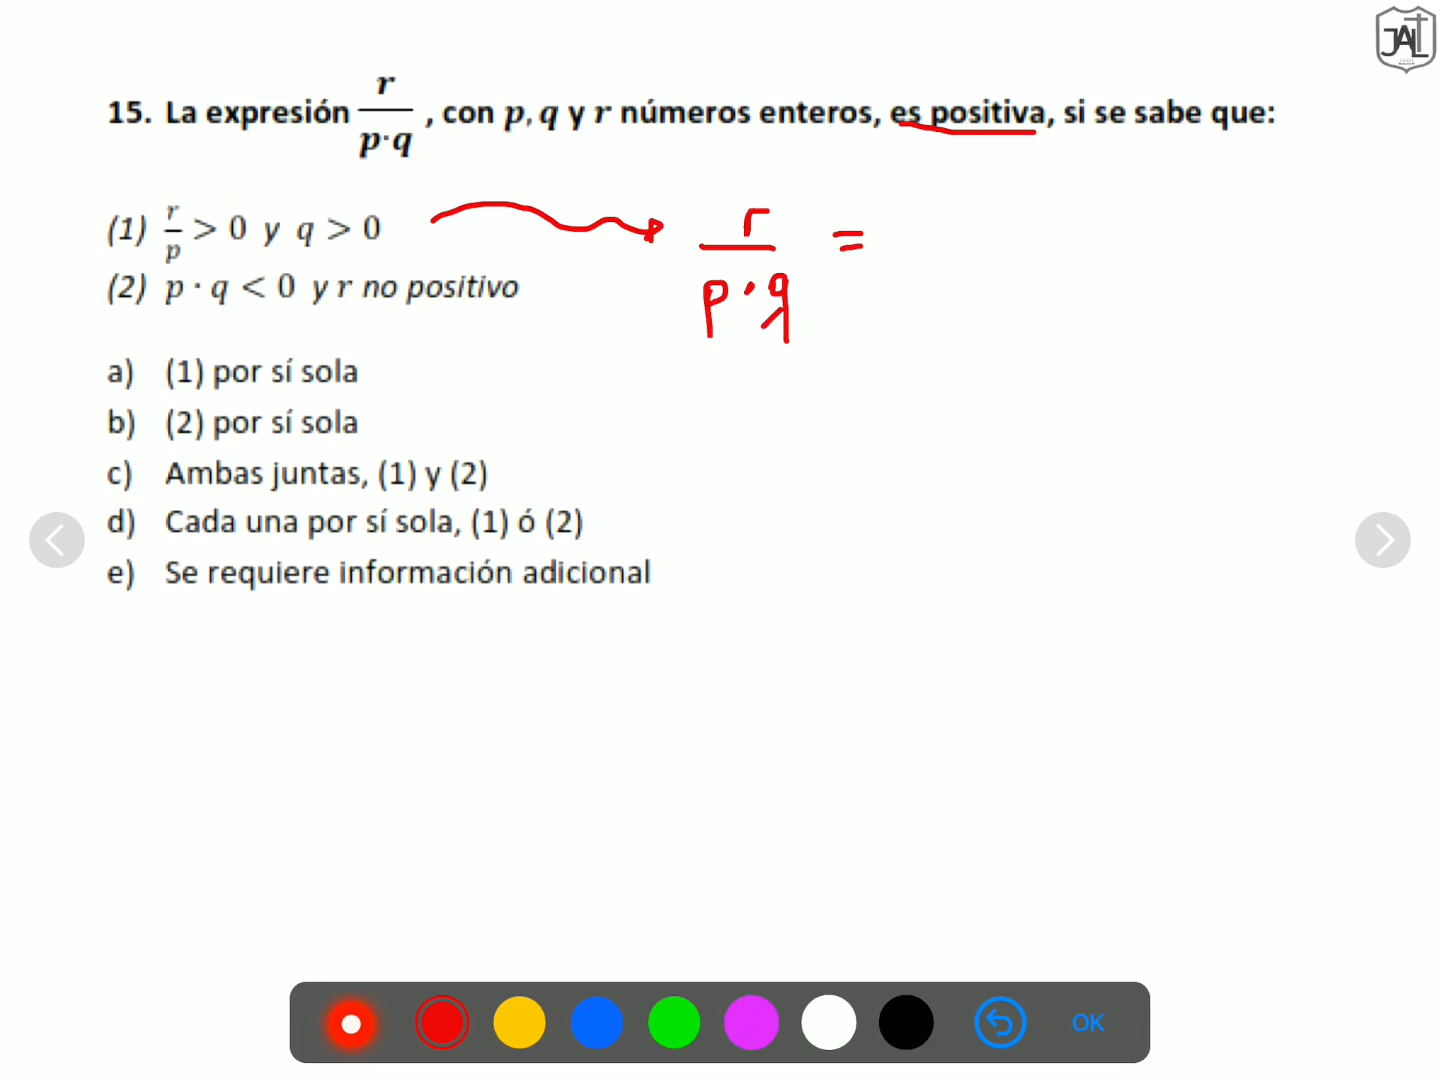 JALT
15. La expresión r/(p·q) , con p, q y r números enteros, es positiva, si se sabe que:
(1) r/p > 0 y q > 0
r/(p·q) =
(2) p · q < 0 y r no positivo
a) (1) por sí sola
b) (2) por sí sola
c) Ambas juntas, (1) y (2)
d) Cada una por sí sola, (1) ó (2)
e) Se requiere información adicional
OK